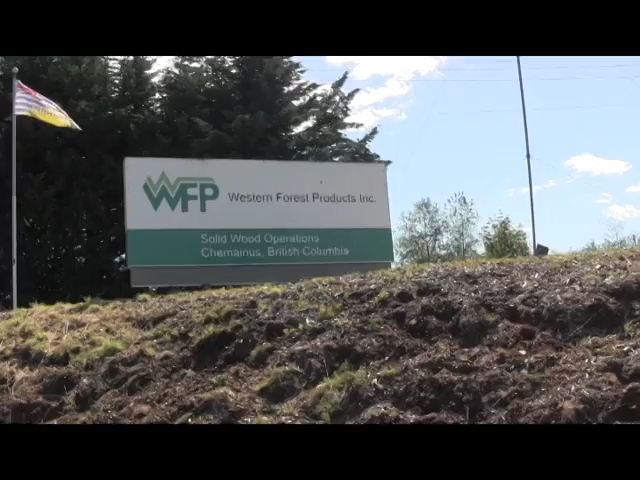 WFP Western Forest Products Inc.
Solid Wood Operations
Chemainus, British Columbia